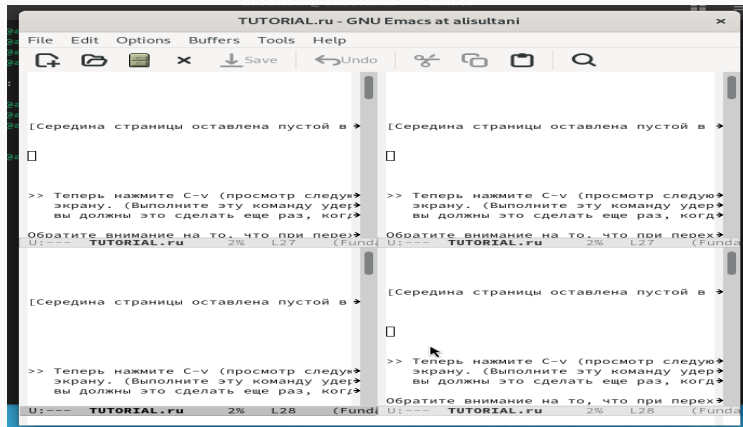 TUTORIAL.ru - GNU Emacs at alisultani
File Edit Options Buffers Tools Help
Save Undo
[Середина страницы оставлена пустой в
>> Теперь нажмите C-v (просмотр следую
экрану. (Выполните эту команду удер
вы должны это сделать еще раз, когд
Обратите внимание на то, что при перех
U:--- TUTORIAL.ru 2% L27 (Funda
[Середина страницы оставлена пустой в
>> Теперь нажмите C-v (просмотр следую
экрану. (Выполните эту команду удер
вы должны это сделать еще раз, когд
Обратите внимание на то, что при перех
U:--- TUTORIAL.ru 2% L27 (Funda
[Середина страницы оставлена пустой в
>> Теперь нажмите C-v (просмотр следую
экрану. (Выполните эту команду удер
вы должны это сделать еще раз, когд
U:--- TUTORIAL.ru 2% L28 (Funda
[Середина страницы оставлена пустой в
>> Теперь нажмите C-v (просмотр следую
экрану. (Выполните эту команду удер
вы должны это сделать еще раз, когд
Обратите внимание на то, что при перех
U:--- TUTORIAL.ru 2% L28 (Funda